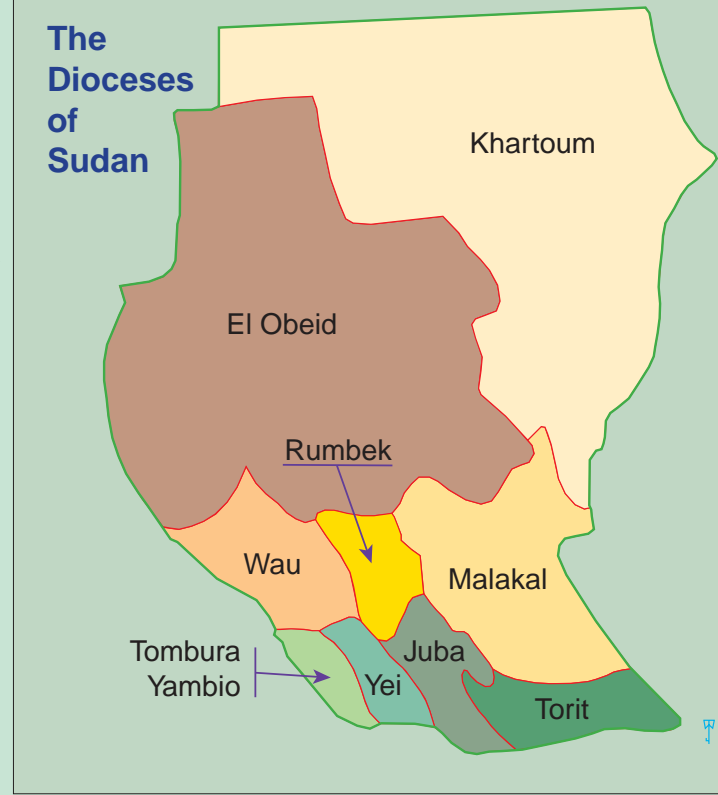 The
Dioceses
of
Sudan
Khartoum
El Obeid
Rumbek
Wau
Malakal
Tombura
Yambio
Juba
Yei
Torit